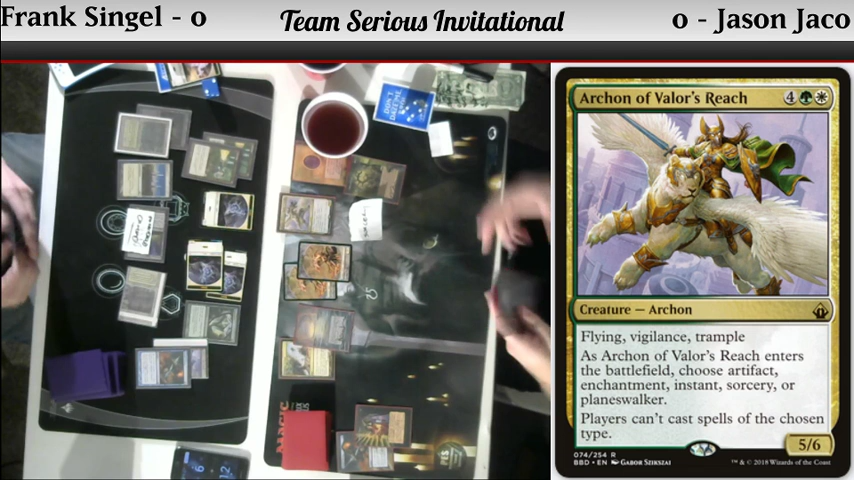 Frank Singel - 0
Team Serious Invitational
0 - Jason Jaco
Archon of Valor's Reach 4
Creature — Archon
Flying, vigilance, trample
As Archon of Valor's Reach enters
the battlefield, choose artifact,
enchantment, instant, sorcery, or
planeswalker.
Players can't cast spells of the chosen
type.
5/6
074/254 R
BBD • EN GABOR SZIKSZAI
™ & © 2018 Wizards of the Coast
MAGIC